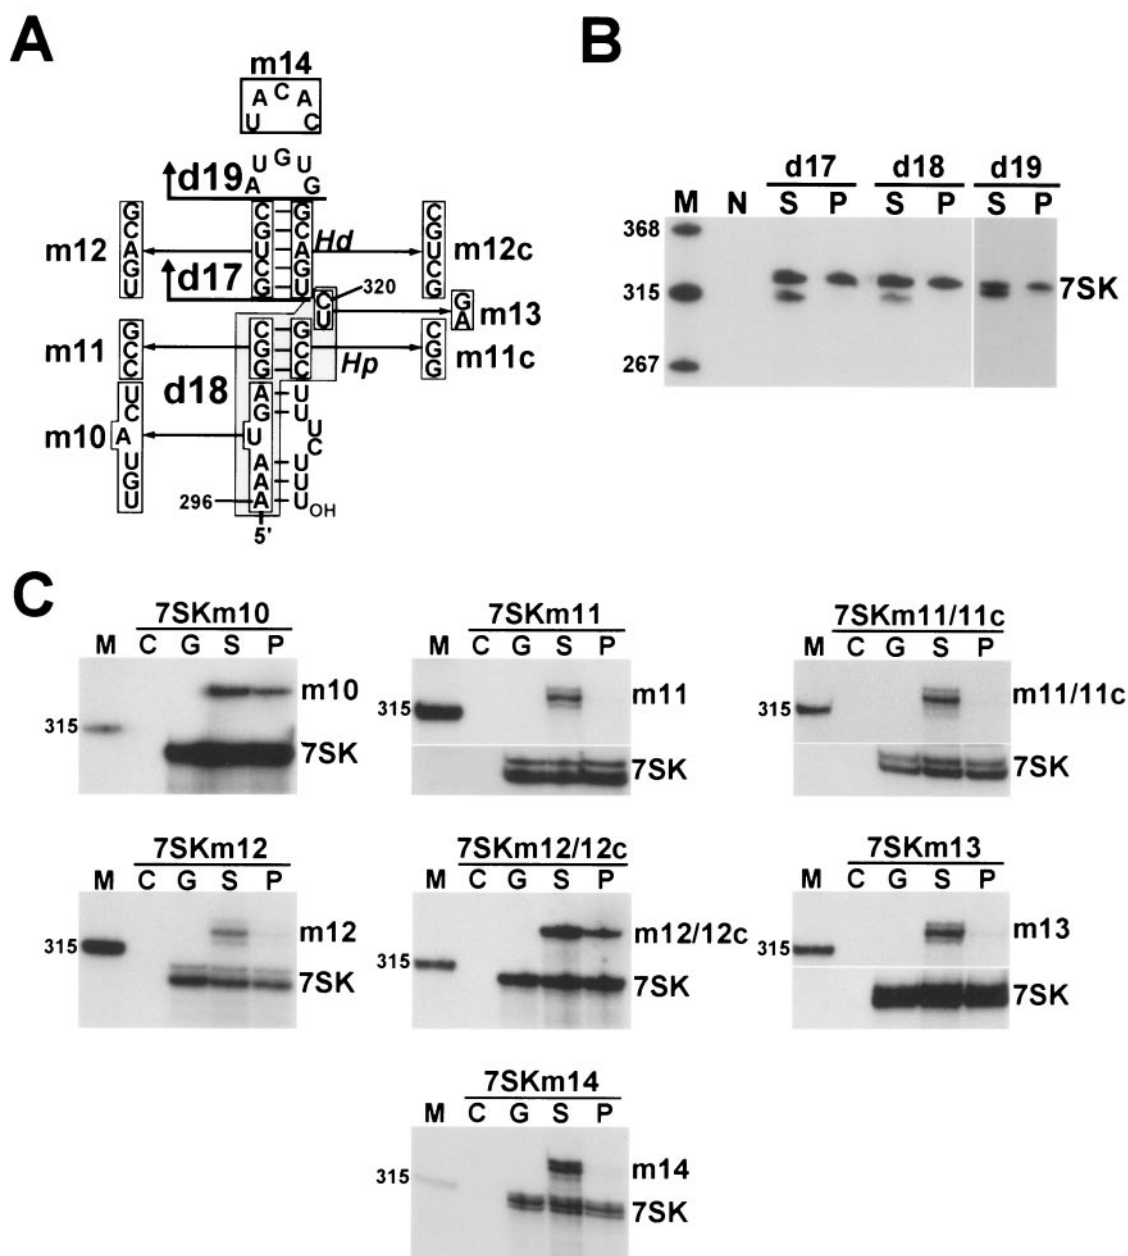 A
m14
A C A
U C
U G U
A G
d19
m12
G
C
A
G
U
C
G
U
C
G
G
C
A
G
U
Hd
C
G
U
C
G
m12c
d17
C
U
320
G
A
m13
m11
G
C
C
C
G
G
G
C
C
Hp
C
G
G
m11c
d18
m10
U
C
A
U
G
U
A
G
U
A
A
A
U
U
U
C
U
U
U
OH
296
5'
B
d17 d18 d19
M N S P S P S P
368
315
267
7SK
C
7SKm10
M C G S P
315
m10
7SK
7SKm11
M C G S P
315
m11
7SK
7SKm11/11c
M C G S P
315
m11/11c
7SK
7SKm12
M C G S P
315
m12
7SK
7SKm12/12c
M C G S P
315
m12/12c
7SK
7SKm13
M C G S P
315
m13
7SK
7SKm14
M C G S P
315
m14
7SK